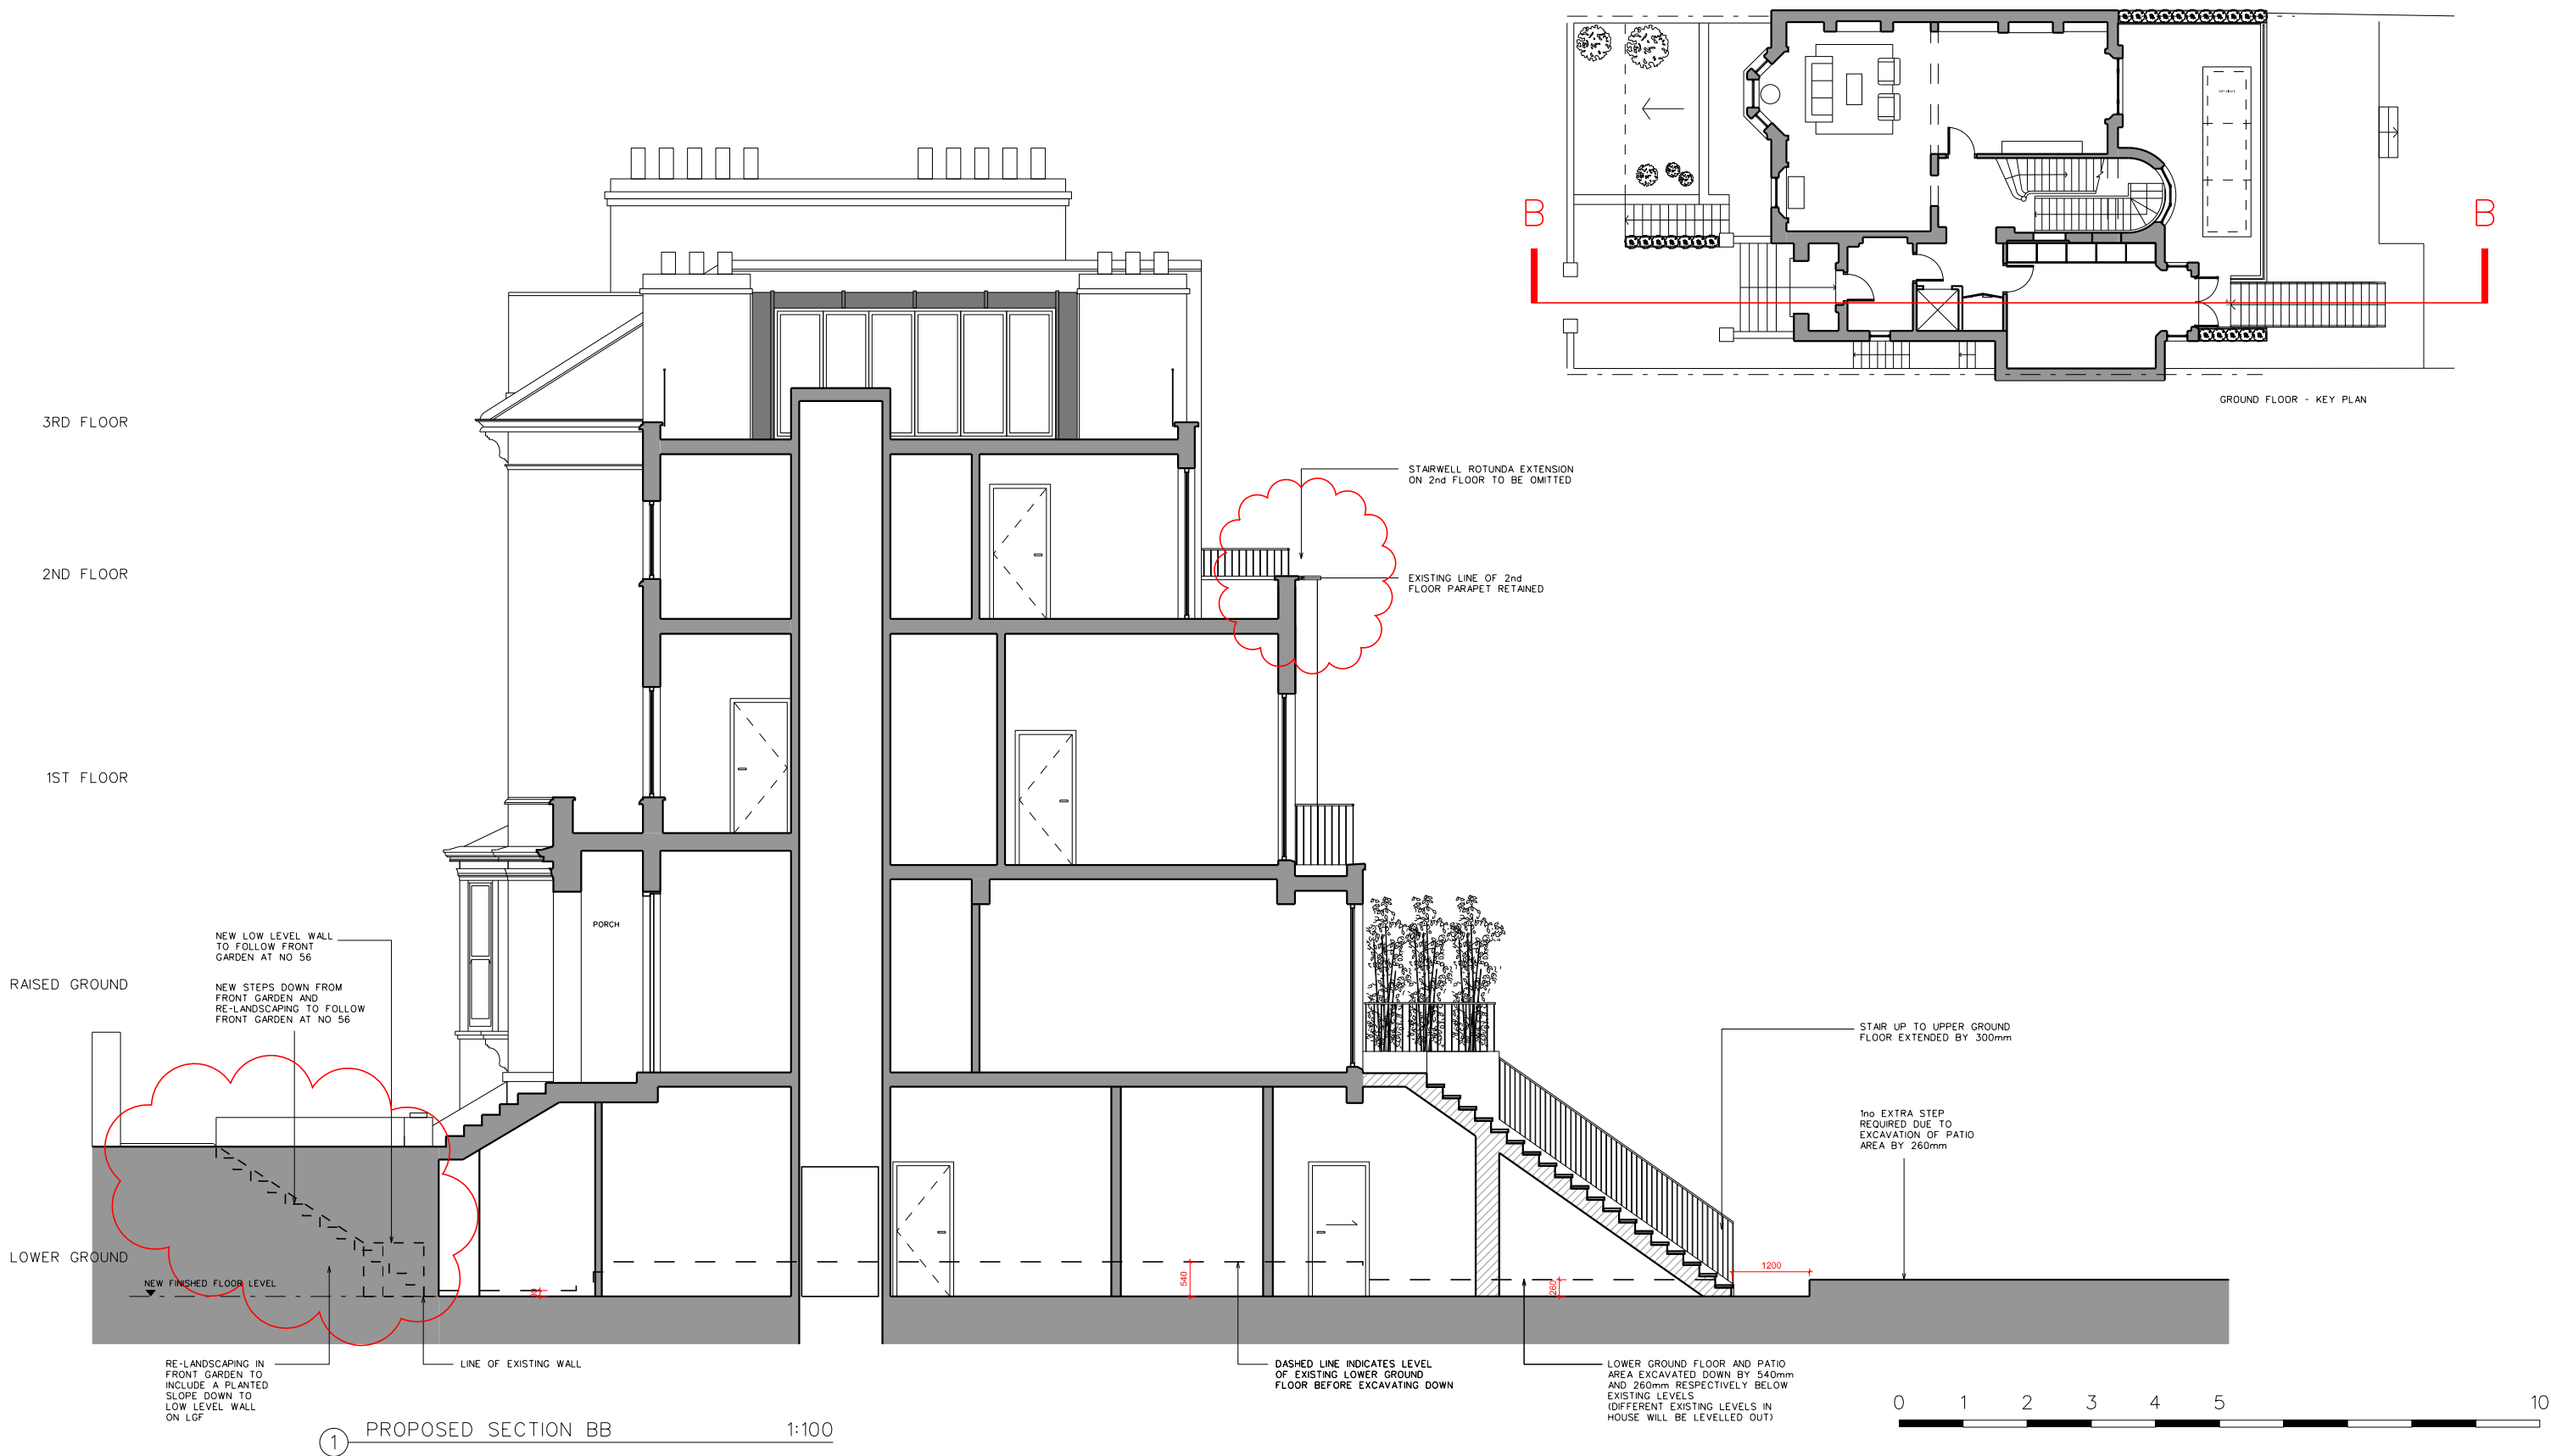 B
B
GROUND FLOOR - KEY PLAN
3RD FLOOR
2ND FLOOR
1ST FLOOR
RAISED GROUND
LOWER GROUND
STAIRWELL ROTUNDA EXTENSION
ON 2nd FLOOR TO BE OMITTED
EXISTING LINE OF 2nd
FLOOR PARAPET RETAINED
PORCH
NEW LOW LEVEL WALL
TO FOLLOW FRONT
GARDEN AT NO 56
NEW STEPS DOWN FROM
FRONT GARDEN AND
RE-LANDSCAPING TO FOLLOW
FRONT GARDEN AT NO 56
STAIR UP TO UPPER GROUND
FLOOR EXTENDED BY 300mm
1no EXTRA STEP
REQUIRED DUE TO
EXCAVATION OF PATIO
AREA BY 260mm
NEW FINISHED FLOOR LEVEL
540
260
1200
RE-LANDSCAPING IN
FRONT GARDEN TO
INCLUDE A PLANTED
SLOPE DOWN TO
LOW LEVEL WALL
ON LGF
LINE OF EXISTING WALL
DASHED LINE INDICATES LEVEL
OF EXISTING LOWER GROUND
FLOOR BEFORE EXCAVATING DOWN
LOWER GROUND FLOOR AND PATIO
AREA EXCAVATED DOWN BY 540mm
AND 260mm RESPECTIVELY BELOW
EXISTING LEVELS
(DIFFERENT EXISTING LEVELS IN
HOUSE WILL BE LEVELLED OUT)
1 PROPOSED SECTION BB 1:100
0 1 2 3 4 5 10